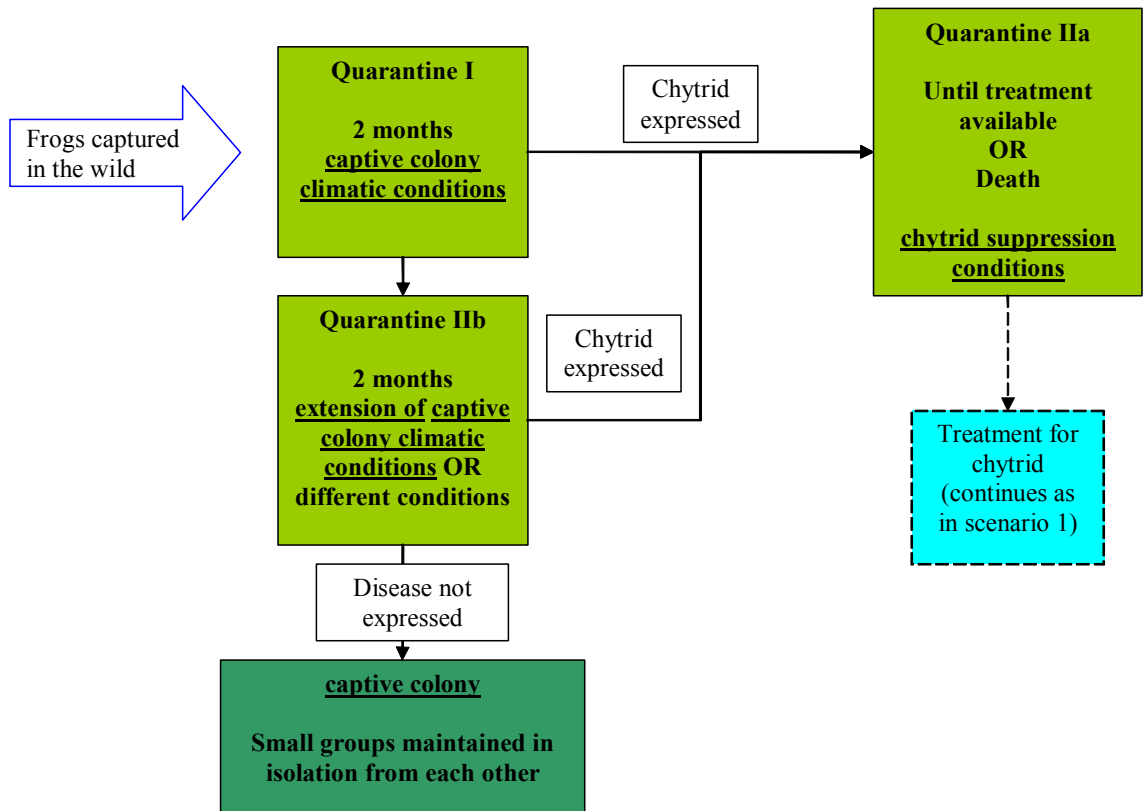 Frogs captured
in the wild
Quarantine I
2 months
captive colony
climatic conditions
Chytrid
expressed
Quarantine IIa
Until treatment
available
OR
Death
chytrid suppression
conditions
Quarantine IIb
2 months
extension of captive
colony climatic
conditions OR
different conditions
Chytrid
expressed
Treatment for
chytrid
(continues as
in scenario 1)
Disease not
expressed
captive colony
Small groups maintained in
isolation from each other